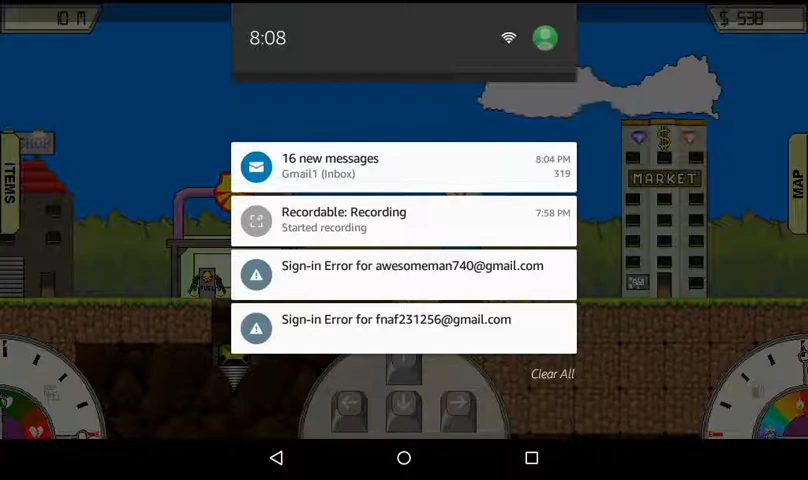 10 M
$ 538
8:08
16 new messages
8:04 PM
Gmail1 (Inbox)
319
Recordable: Recording
7:58 PM
Started recording
Sign-in Error for awesomeman740@gmail.com
Sign-in Error for fnaf231256@gmail.com
Clear All
SHOP
ITEMS
FUEL
$
MARKET
MAP